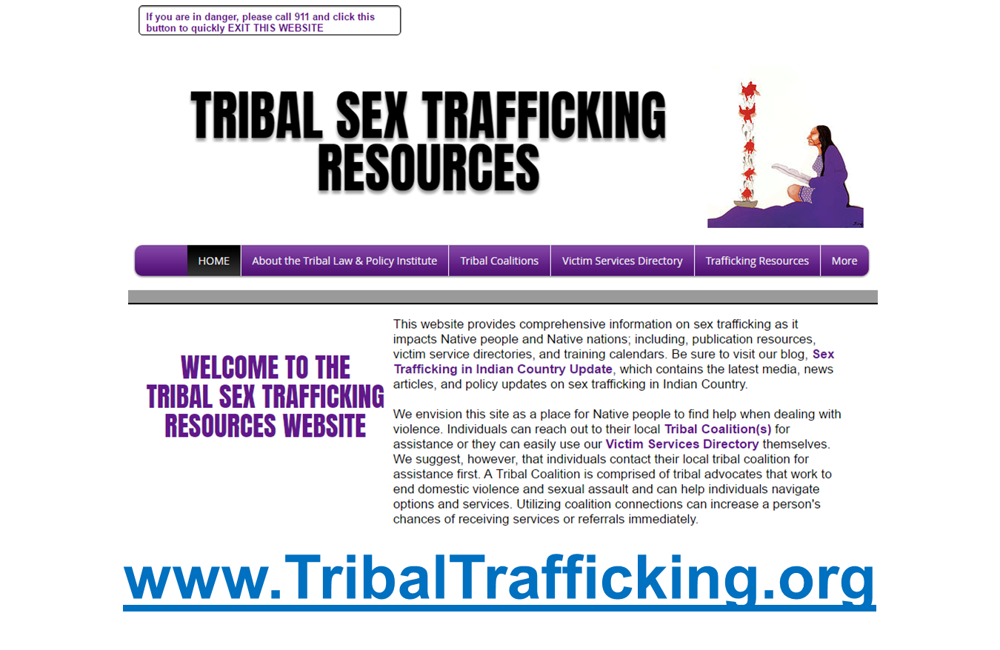 If you are in danger, please call 911 and click this
button to quickly EXIT THIS WEBSITE
TRIBAL SEX TRAFFICKING
RESOURCES
HOME
About the Tribal Law & Policy Institute
Tribal Coalitions
Victim Services Directory
Trafficking Resources
More
WELCOME TO THE
TRIBAL SEX TRAFFICKING
RESOURCES WEBSITE
This website provides comprehensive information on sex trafficking as it
impacts Native people and Native nations; including, publication resources,
victim service directories, and training calendars. Be sure to visit our blog, Sex
Trafficking in Indian Country Update, which contains the latest media, news
articles, and policy updates on sex trafficking in Indian Country.
We envision this site as a place for Native people to find help when dealing with
violence. Individuals can reach out to their local Tribal Coalition(s) for
assistance or they can easily use our Victim Services Directory themselves.
We suggest, however, that individuals contact their local tribal coalition for
assistance first. A Tribal Coalition is comprised of tribal advocates that work to
end domestic violence and sexual assault and can help individuals navigate
options and services. Utilizing coalition connections can increase a person's
chances of receiving services or referrals immediately.
www.TribalTrafficking.org